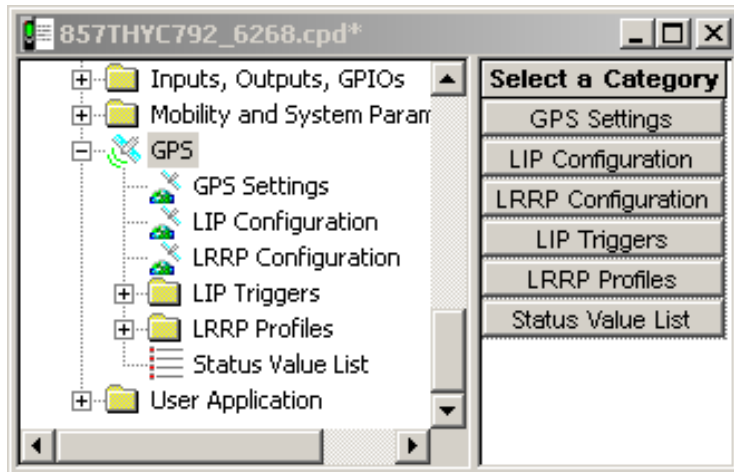 857THYC792_6268.cpd*
Inputs, Outputs, GPIOs
Mobility and System Param
GPS
GPS Settings
LIP Configuration
LRRP Configuration
LIP Triggers
LRRP Profiles
Status Value List
User Application
Select a Category
GPS Settings
LIP Configuration
LRRP Configuration
LIP Triggers
LRRP Profiles
Status Value List